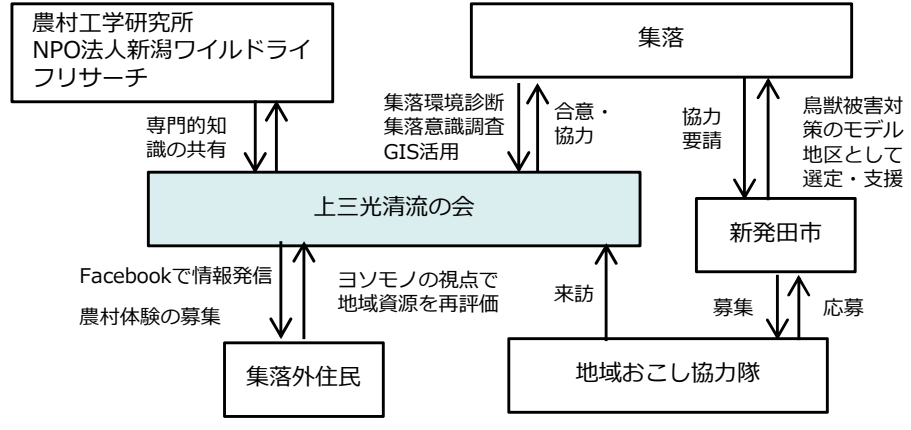 農村工学研究所
NPO法人新潟ワイルドライ
フリサーチ
集落
専門的知
識の共有
集落環境診断
集落意識調査
GIS活用
合意・
協力
協力
要請
鳥獣被害対
策のモデル
地区として
選定・支援
上三光清流の会
新発田市
Facebookで情報発信
農村体験の募集
ヨソモノの視点で
地域資源を再評価
来訪
募集
応募
集落外住民
地域おこし協力隊